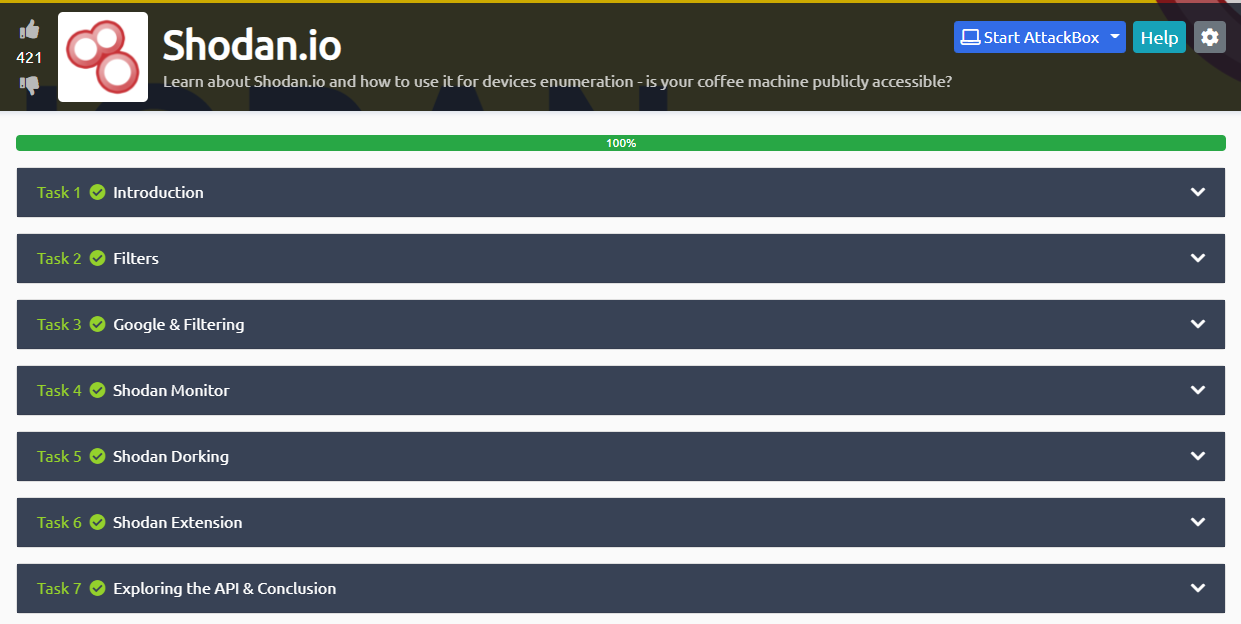 421
Shodan.io
Learn about Shodan.io and how to use it for devices enumeration - is your coffee machine publicly accessible?
Start AttackBox
Help
100%
Task 1 Introduction
Task 2 Filters
Task 3 Google & Filtering
Task 4 Shodan Monitor
Task 5 Shodan Dorking
Task 6 Shodan Extension
Task 7 Exploring the API & Conclusion